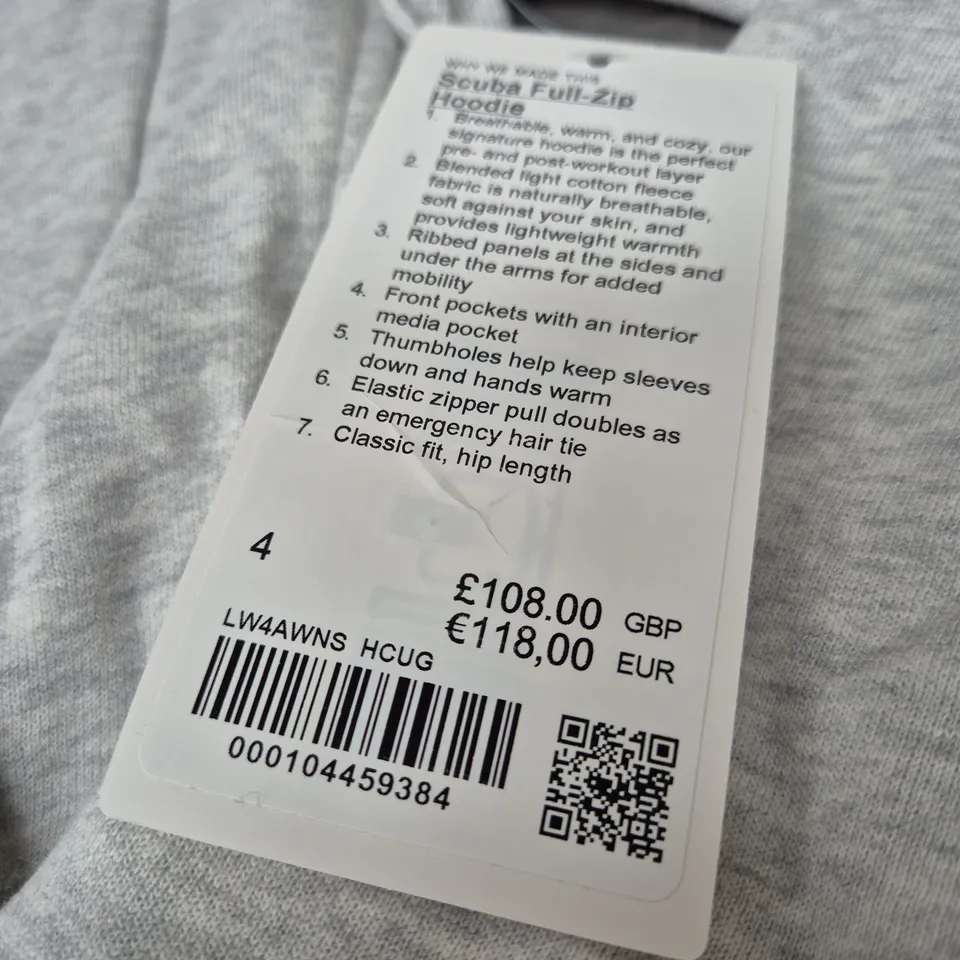 WHY WE MADE THIS
Scuba Full-Zip
Hoodie
1. Breathable, warm, and cozy, our
signature hoodie is the perfect
pre- and post-workout layer
2. Blended light cotton fleece
fabric is naturally breathable,
soft against your skin, and
provides lightweight warmth
3. Ribbed panels at the sides and
under the arms for added
mobility
4. Front pockets with an interior
media pocket
5. Thumbholes help keep sleeves
down and hands warm
6. Elastic zipper pull doubles as
an emergency hair tie
7. Classic fit, hip length
4
£108.00 GBP
€118,00 EUR
LW4AWNS HCUG
000104459384